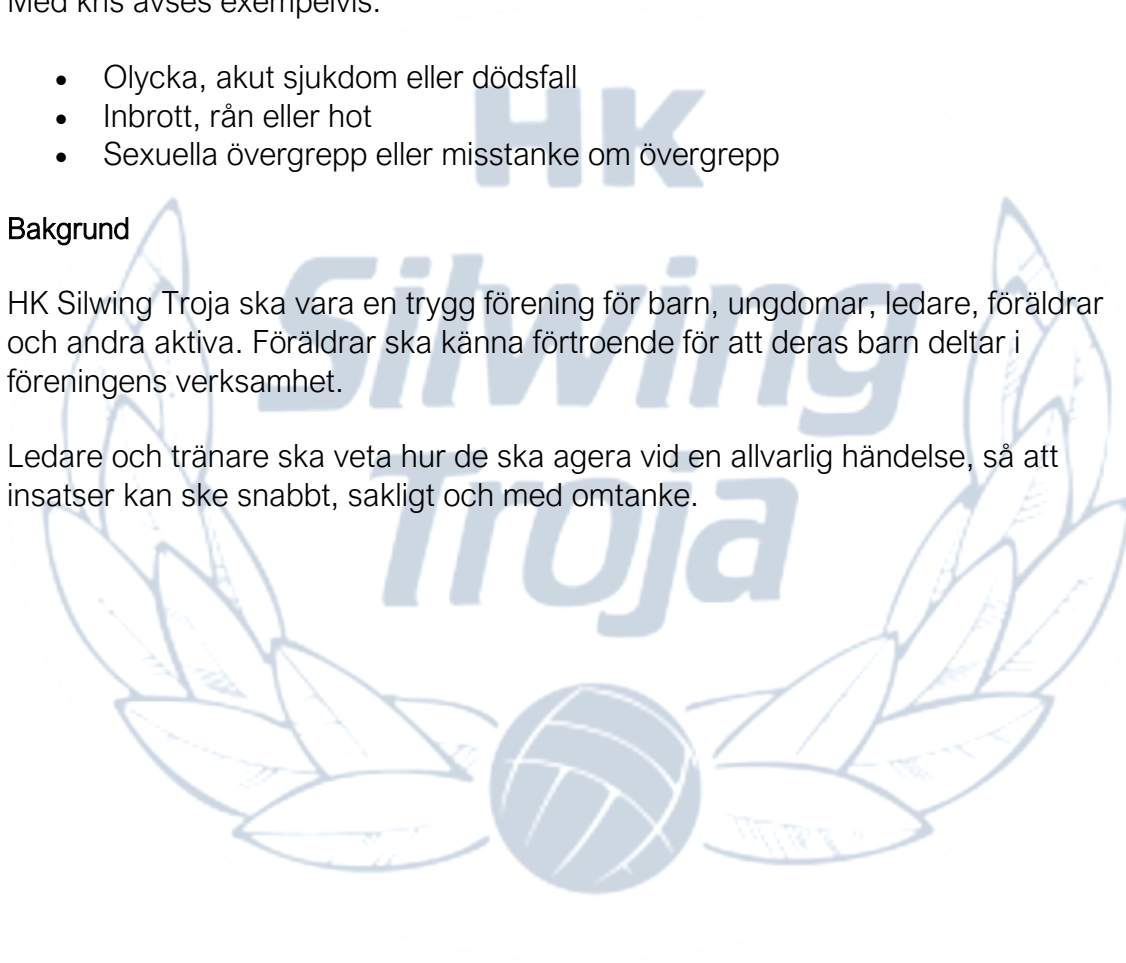 Med kris avses exempelvis:
• Olycka, akut sjukdom eller dödsfall
• Inbrott, rån eller hot
• Sexuella övergrepp eller misstanke om övergrepp
Bakgrund
HK Silwing Troja ska vara en trygg förening för barn, ungdomar, ledare, föräldrar
och andra aktiva. Föräldrar ska känna förtroende för att deras barn deltar i
föreningens verksamhet.
Ledare och tränare ska veta hur de ska agera vid en allvarlig händelse, så att
insatser kan ske snabbt, sakligt och med omtanke.
HK
Silwing
Troja